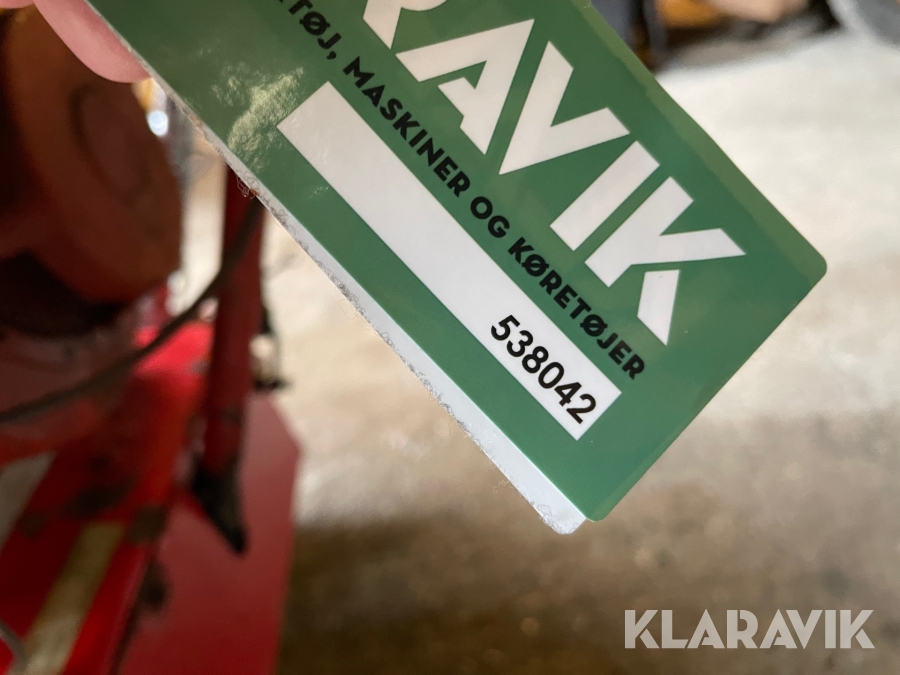 RAVIK
TØJ, MASKINER OG KØRETØJER
538042
KLARAVIK